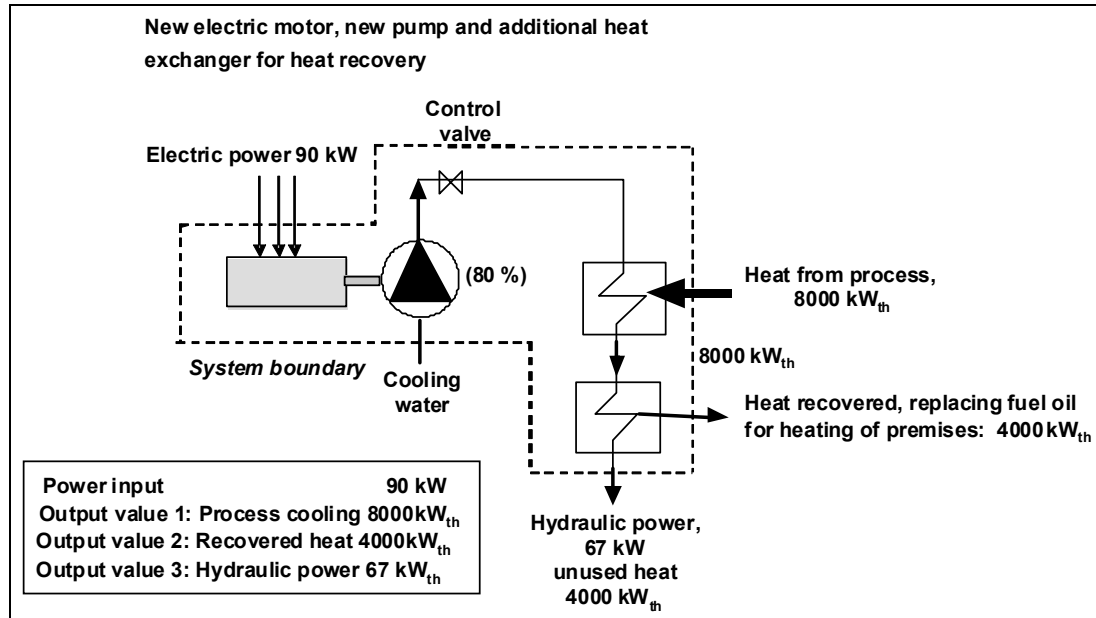 New electric motor, new pump and additional heat
exchanger for heat recovery
Control
valve
Electric power 90 kW
(80 %)
Heat from process,
8000 kWth
System boundary
Cooling
water
8000 kWth
Heat recovered, replacing fuel oil
for heating of premises: 4000 kWth
Power input 90 kW
Output value 1: Process cooling 8000kWth
Output value 2: Recovered heat 4000kWth
Output value 3: Hydraulic power 67 kWth
Hydraulic power,
67 kW
unused heat
4000 kWth